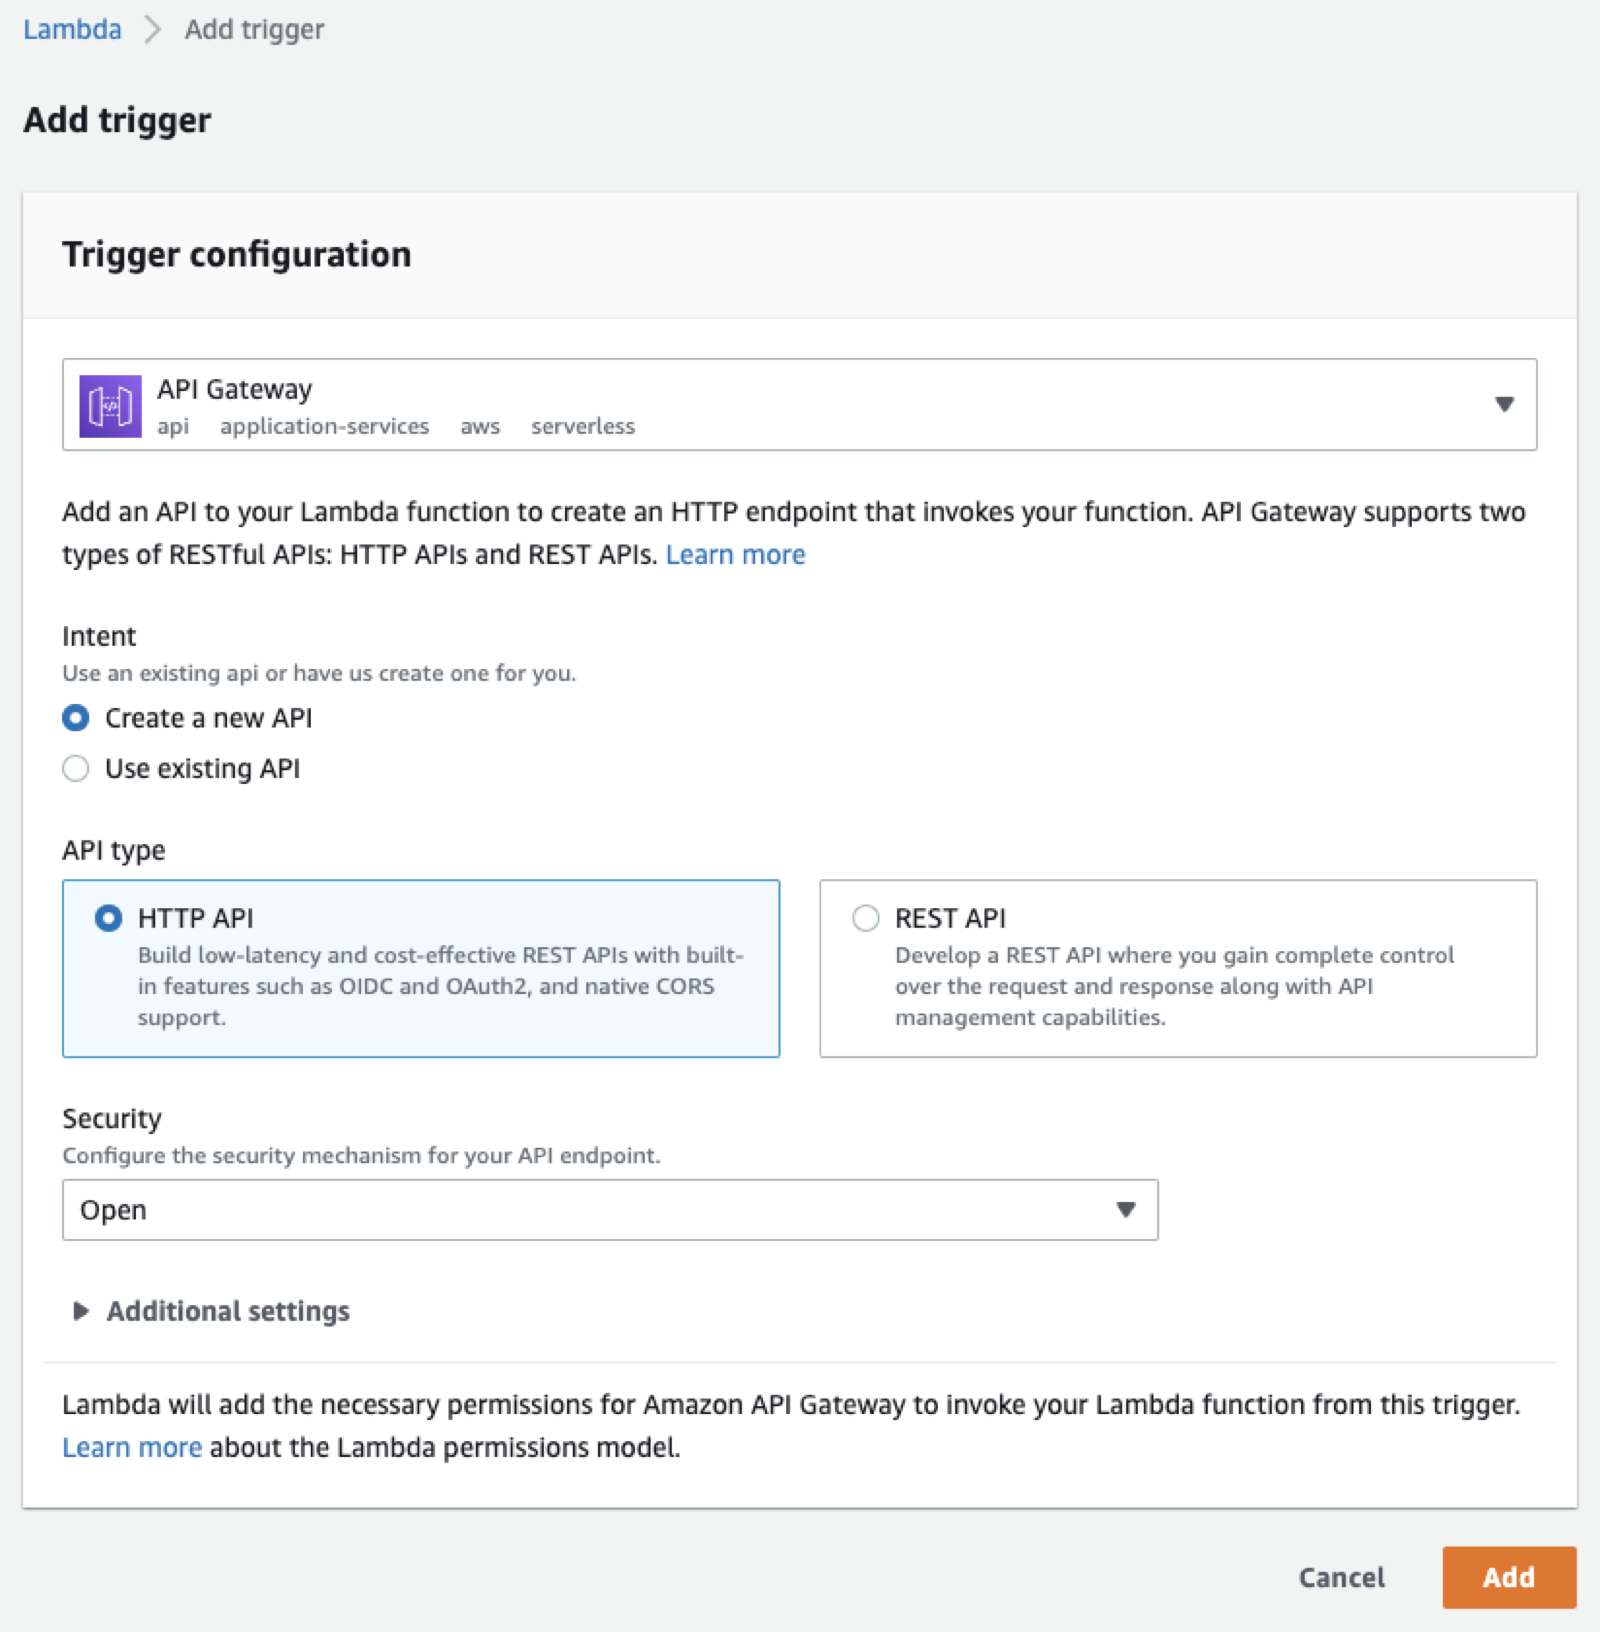 Lambda > Add trigger
Add trigger
Trigger configuration
API Gateway
api application-services aws serverless
Add an API to your Lambda function to create an HTTP endpoint that invokes your function. API Gateway supports two
types of RESTful APIs: HTTP APIs and REST APIs. Learn more
Intent
Use an existing api or have us create one for you.
Create a new API
Use existing API
API type
HTTP API
Build low-latency and cost-effective REST APIs with built-
in features such as OIDC and OAuth2, and native CORS
support.
REST API
Develop a REST API where you gain complete control
over the request and response along with API
management capabilities.
Security
Configure the security mechanism for your API endpoint.
Open
Additional settings
Lambda will add the necessary permissions for Amazon API Gateway to invoke your Lambda function from this trigger.
Learn more about the Lambda permissions model.
Cancel
Add